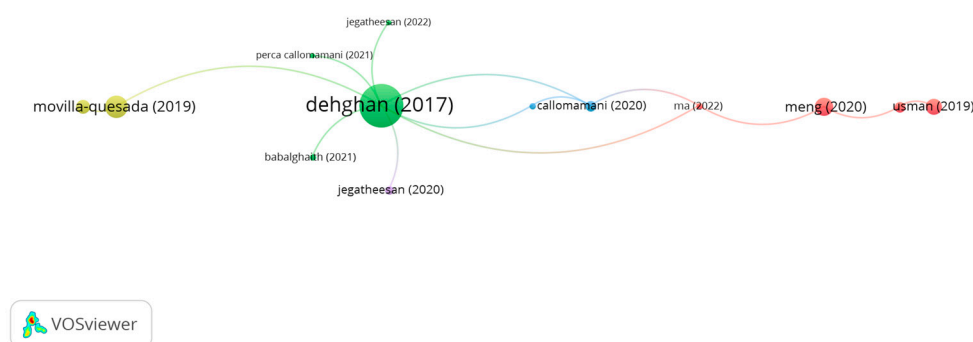 jegatheesan (2022)
perca callomamani (2021)
movilla-quesada (2019)
dehghan (2017)
callomamani (2020)
ma (2022)
meng (2020)
usman (2019)
babalghaith (2021)
jegatheesan (2020)
VOSviewer